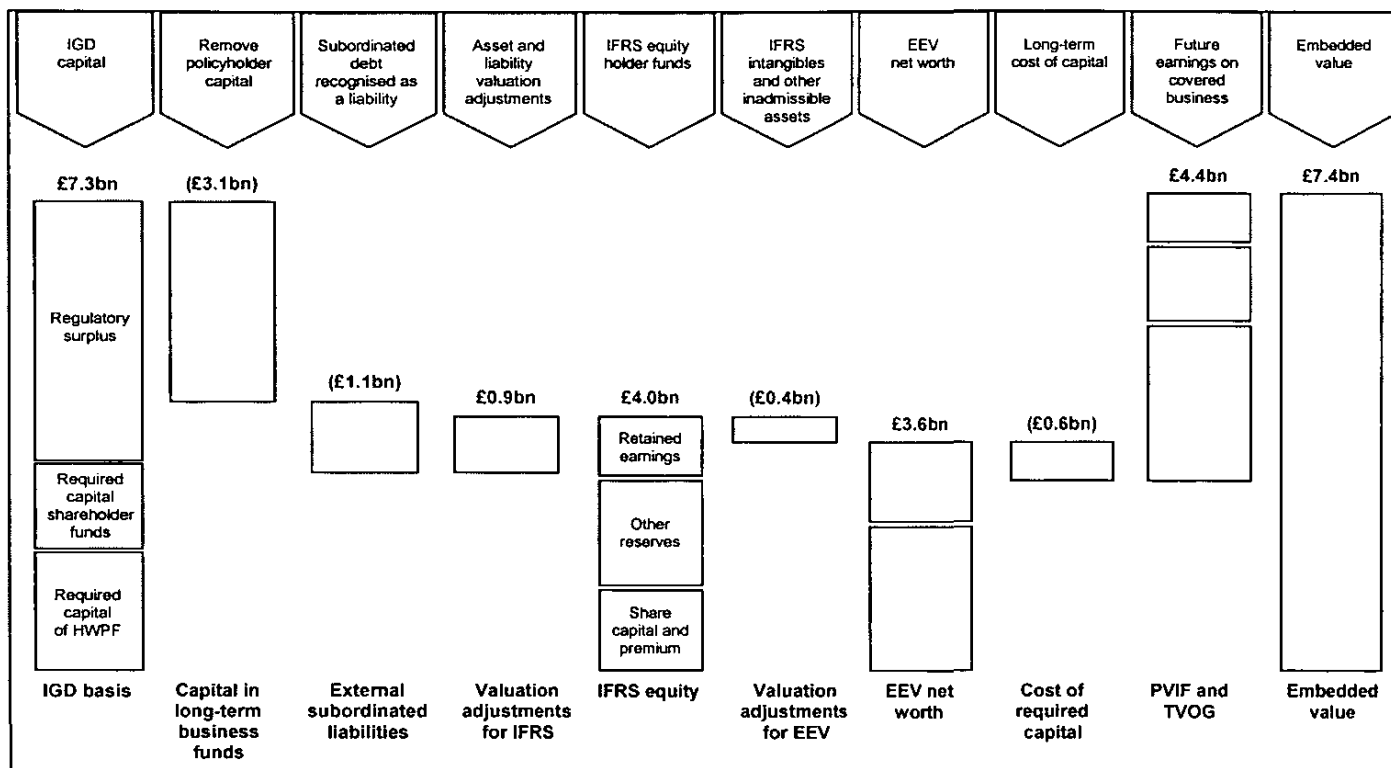 IGD
capital
Remove
policyholder
capital
Subordinated
debt
recognised as
a liability
Asset and
liability
valuation
adjustments
IFRS equity
holder funds
IFRS
intangibles
and other
inadmissible
assets
EEV
net worth
Long-term
cost of capital
Future
earnings on
covered
business
Embedded
value
£7.3bn
(£3.1bn)
£4.4bn
£7.4bn
Regulatory
surplus
(£1.1bn)
£0.9bn
£4.0bn
(£0.4bn)
£3.6bn
(£0.6bn)
Retained
earnings
Required
capital
shareholder
funds
Other
reserves
Required
capital
of HWPF
Share
capital and
premium
IGD basis
Capital in
long-term
business
funds
External
subordinated
liabilities
Valuation
adjustments
for IFRS
IFRS equity
Valuation
adjustments
for EEV
EEV net
worth
Cost of
required
capital
PVIF and
TVOG
Embedded
value